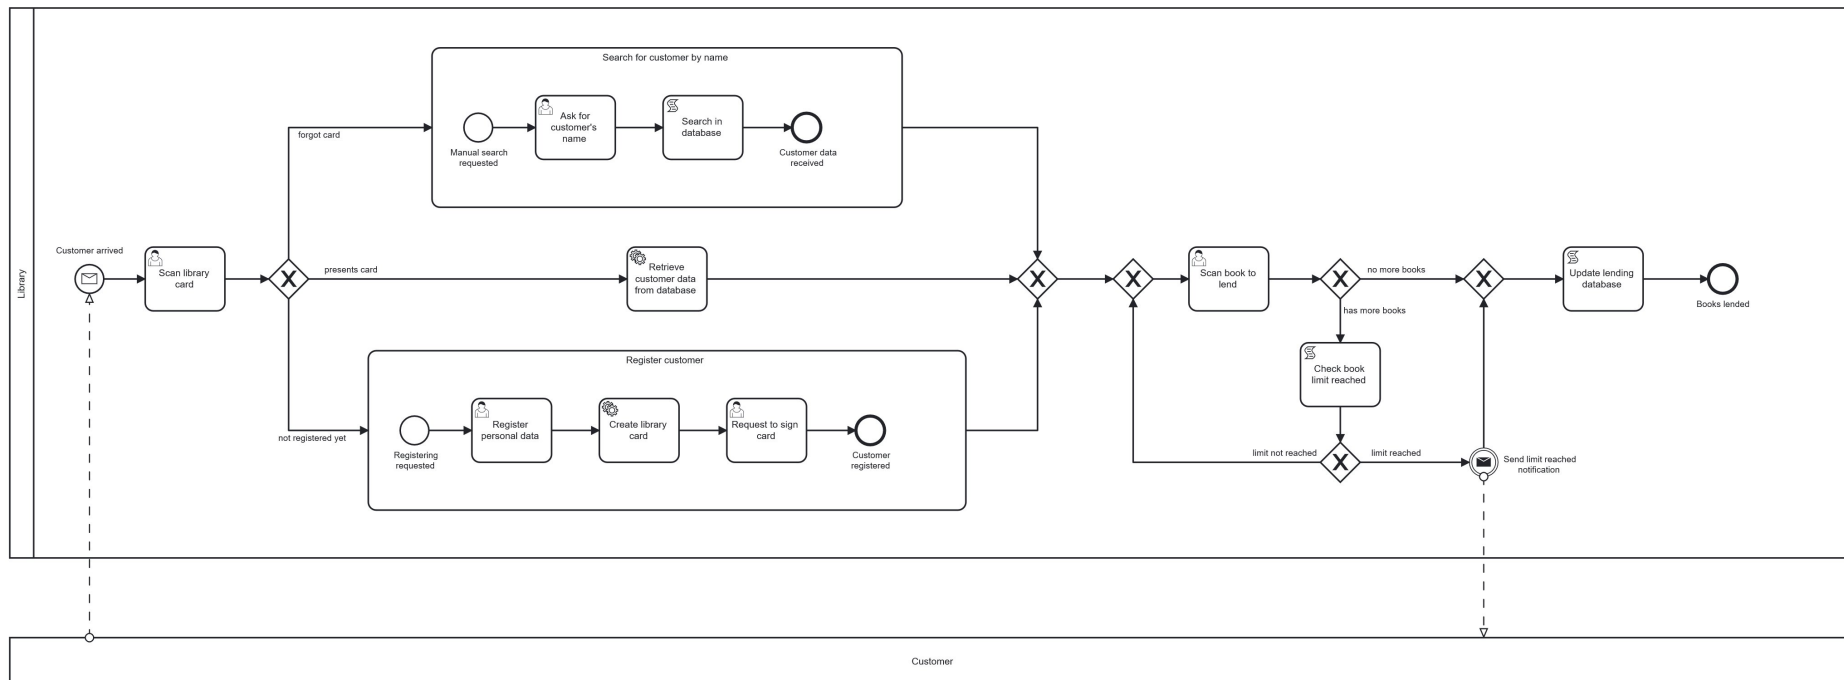 Library
Customer arrived
Scan library
card
forgot card
presents card
not registered yet
Search for customer by name
Manual search
requested
Ask for
customer's
name
Search in
database
Customer data
received
Retrieve
customer data
from database
Register customer
Registering
requested
Register
personal data
Create library
card
Request to sign
card
Customer
registered
Scan book to
lend
no more books
has more books
Check book
limit reached
limit not reached
limit reached
Send limit reached
notification
Update lending
database
Books lended
Customer